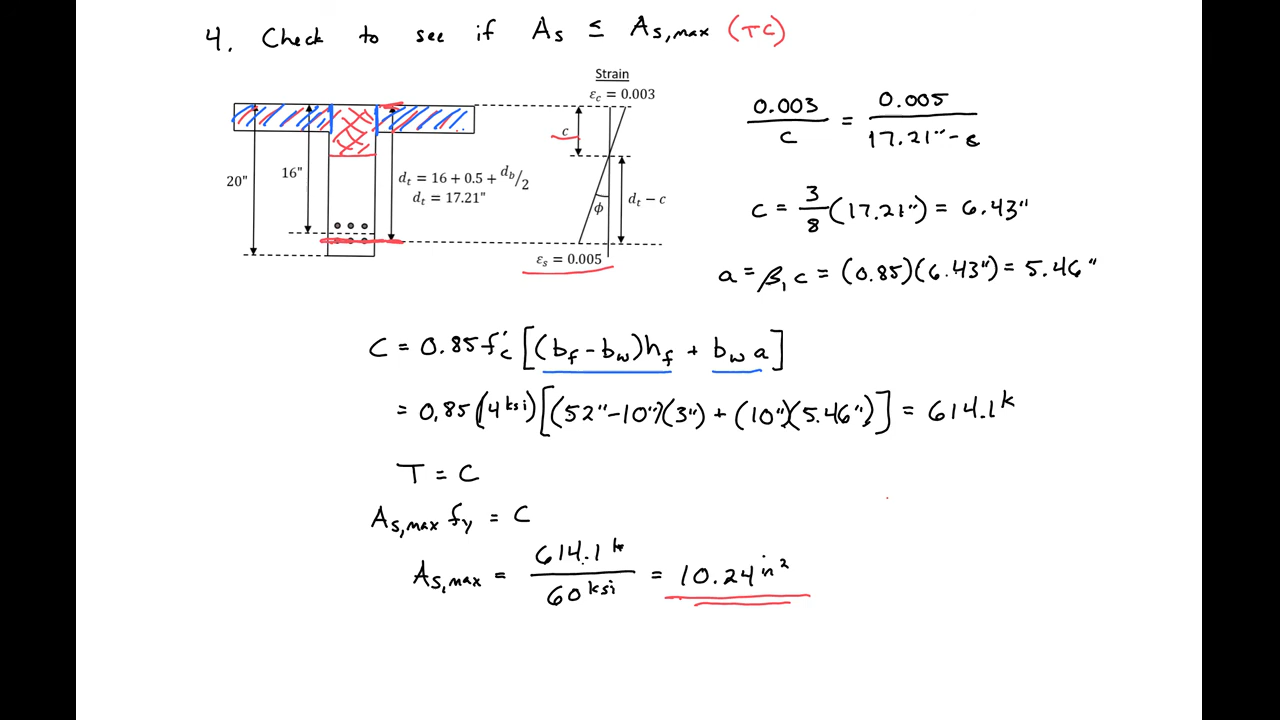 4. Check to see if As ≤ As,max (TC)
Strain
εc = 0.003
c
20"
16"
dt = 16 + 0.5 + db/2
dt = 17.21"
dt − c
ϕ
εs = 0.005
0.003/c = 0.005/17.21"-c
c = 3/8 (17.21") = 6.43"
a = β1 c = (0.85)(6.43") = 5.46"
C = 0.85 f'c [(bf - bw)hf + bw a]
= 0.85 (4 ksi) [(52"-10")(3") + (10")(5.46")] = 614.1 k
T = C
As,max fy = C
As,max = 614.1 k / 60 ksi = 10.24 in²